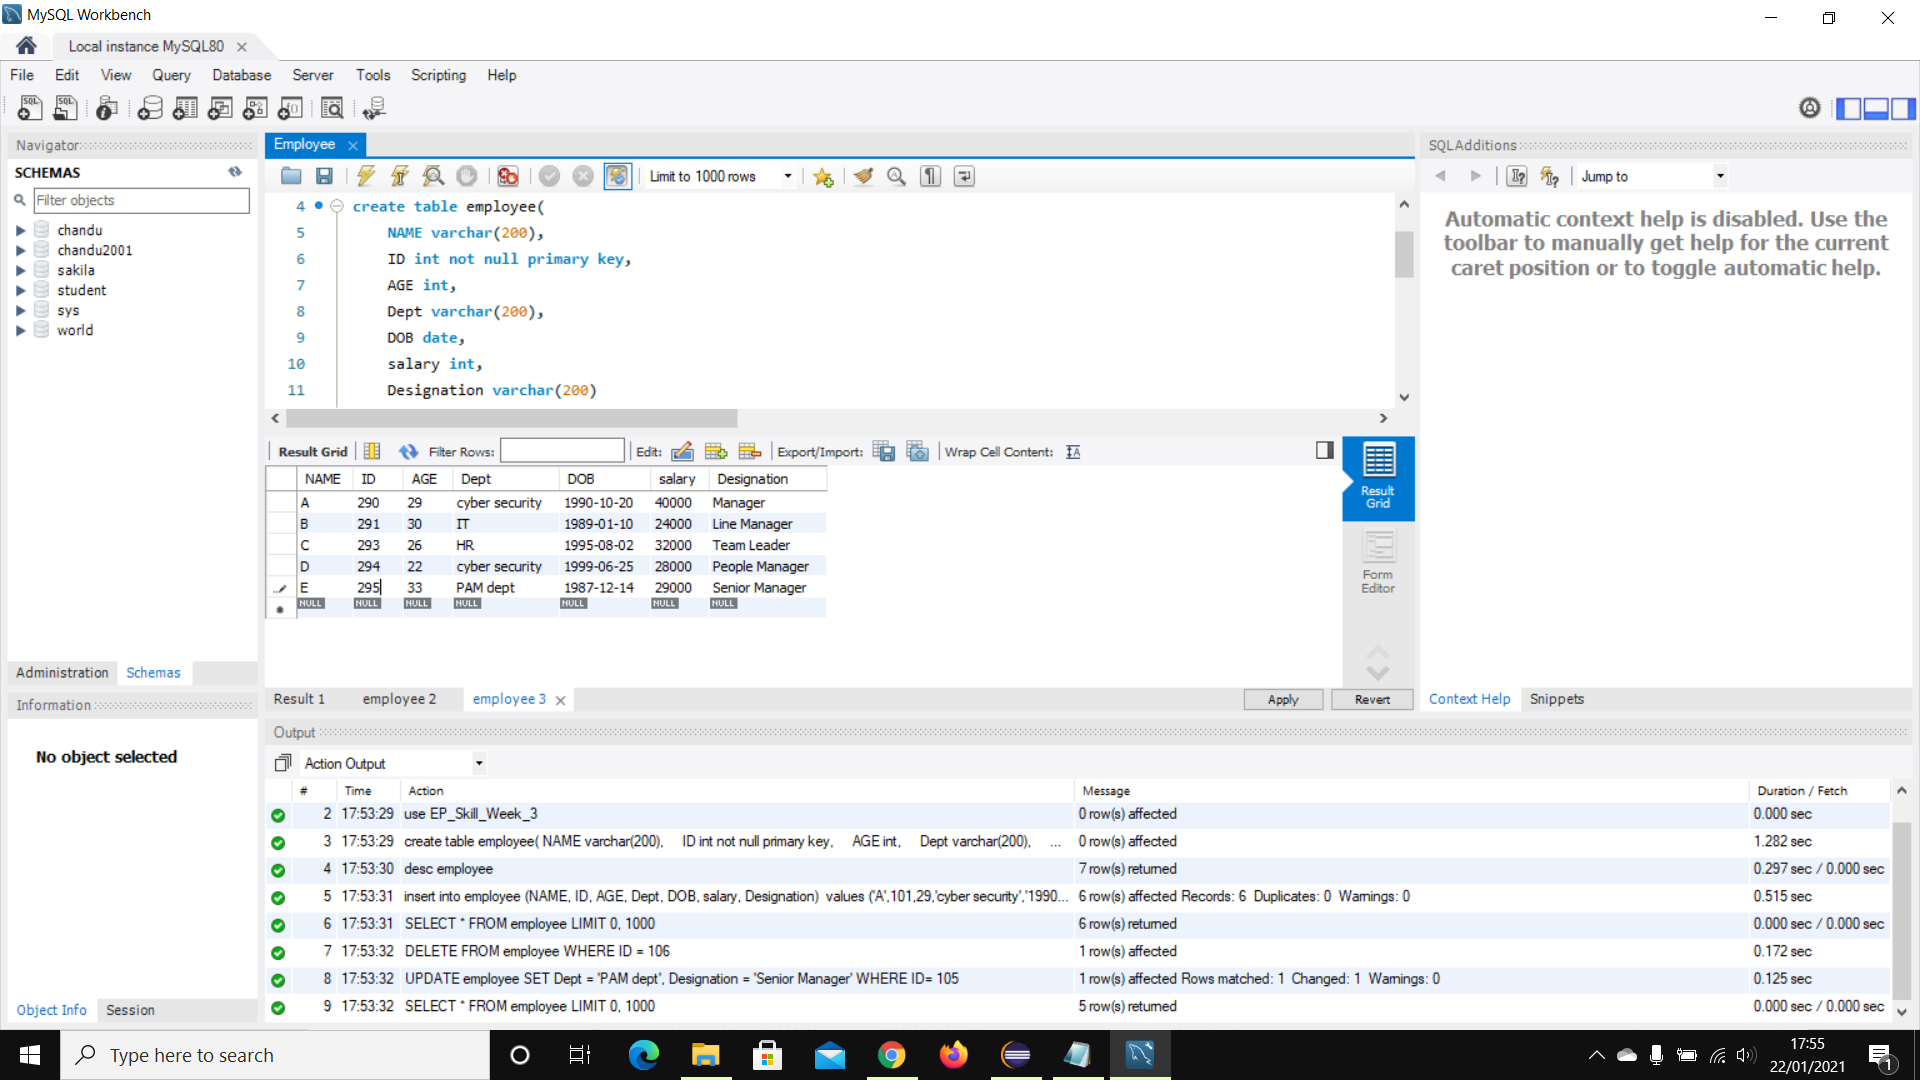 MySQL Workbench
Local instance MySQL80
File Edit View Query Database Server Tools Scripting Help
Navigator
SCHEMAS
Filter objects
chandu
chandu2001
sakila
student
sys
world
Administration Schemas
Information
No object selected
Object Info Session
Employee
Limit to 1000 rows
4 create table employee(
5 NAME varchar(200),
6 ID int not null primary key,
7 AGE int,
8 Dept varchar(200),
9 DOB date,
10 salary int,
11 Designation varchar(200)
Result Grid Filter Rows: Edit: Export/Import: Wrap Cell Content:
NAME ID AGE Dept DOB salary Designation
A 290 29 cyber security 1990-10-20 40000 Manager
B 291 30 IT 1989-01-10 24000 Line Manager
C 293 26 HR 1995-08-02 32000 Team Leader
D 294 22 cyber security 1999-06-25 28000 People Manager
E 295 33 PAM dept 1987-12-14 29000 Senior Manager
NULL NULL NULL NULL NULL NULL NULL
Result Grid
Form Editor
Result 1 employee 2 employee 3 Apply Revert
SQLAdditions
Jump to
Automatic context help is disabled. Use the
toolbar to manually get help for the current
caret position or to toggle automatic help.
Context Help Snippets
Output
Action Output
# Time Action Message Duration / Fetch
2 17:53:29 use EP_Skill_Week_3 0 row(s) affected 0.000 sec
3 17:53:29 create table employee( NAME varchar(200), ID int not null primary key, AGE int, Dept varchar(200), ... 0 row(s) affected 1.282 sec
4 17:53:30 desc employee 7 row(s) returned 0.297 sec / 0.000 sec
5 17:53:31 insert into employee (NAME, ID, AGE, Dept, DOB, salary, Designation) values ('A',101,29,'cyber security','1990... 6 row(s) affected Records: 6 Duplicates: 0 Warnings: 0 0.515 sec
6 17:53:31 SELECT * FROM employee LIMIT 0, 1000 6 row(s) returned 0.000 sec / 0.000 sec
7 17:53:32 DELETE FROM employee WHERE ID = 106 1 row(s) affected 0.172 sec
8 17:53:32 UPDATE employee SET Dept = 'PAM dept', Designation = 'Senior Manager' WHERE ID= 105 1 row(s) affected Rows matched: 1 Changed: 1 Warnings: 0 0.125 sec
9 17:53:32 SELECT * FROM employee LIMIT 0, 1000 5 row(s) returned 0.000 sec / 0.000 sec
Type here to search
17:55
22/01/2021
1